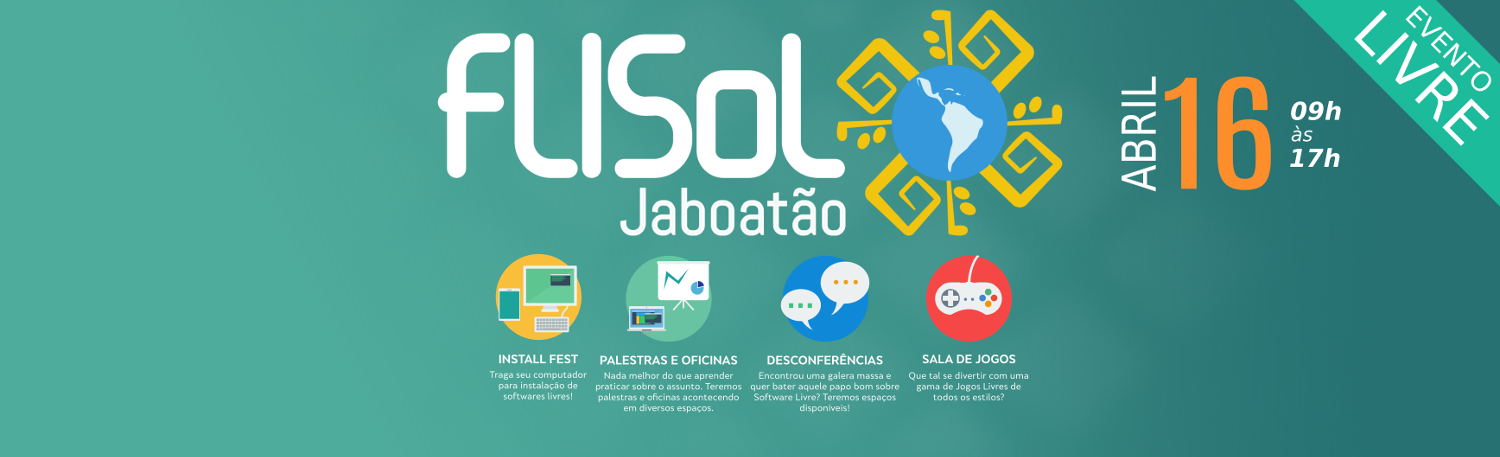 FLISol
Jaboatão
ABRIL
16
09h
às
17h
EVENTO
LIVRE
INSTALL FEST
Traga seu computador
para instalação de
softwares livres!
PALESTRAS E OFICINAS
Nada melhor do que aprender
praticar sobre o assunto. Teremos
palestras e oficinas acontecendo
em diversos espaços.
DESCONFERÊNCIAS
Encontrou uma galera massa e
quer bater aquele papo bom sobre
Software Livre? Teremos espaços
disponíveis!
SALA DE JOGOS
Que tal se divertir com uma
gama de Jogos Livres de
todos os estilos?